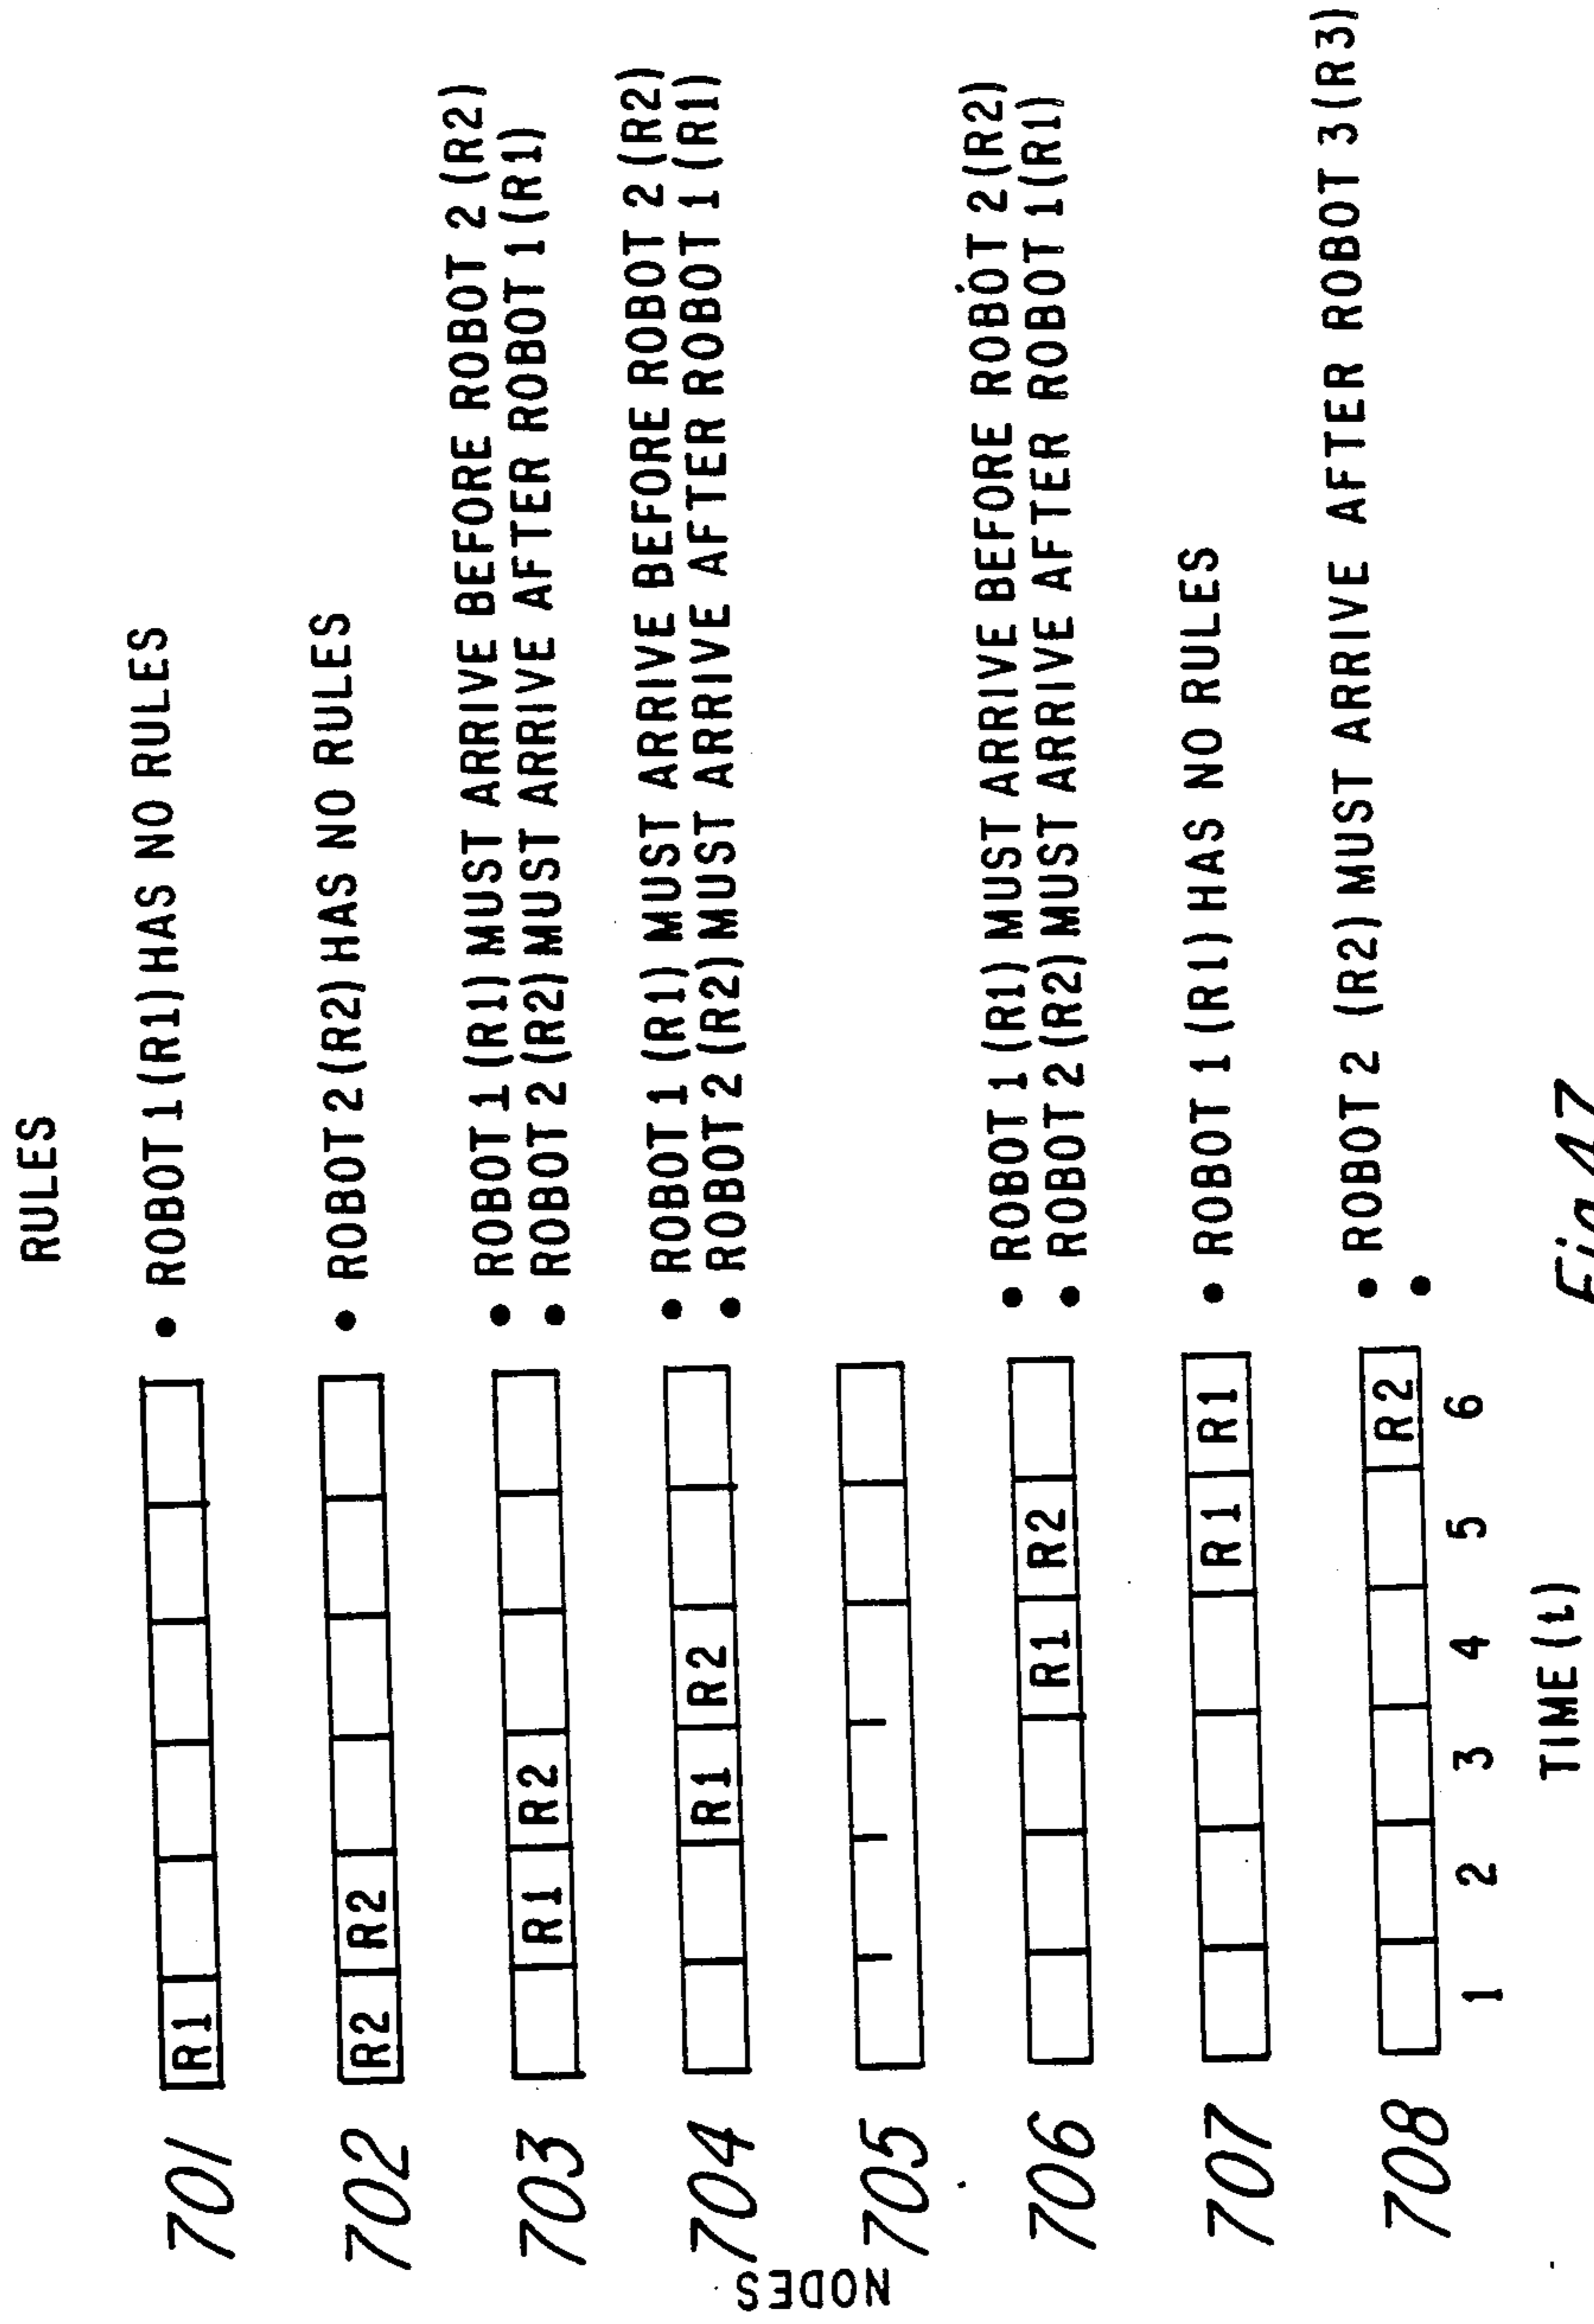 RULES
701
R1
• ROBOT 1 (R1) HAS NO RULES
702
R2 R2
• ROBOT 2 (R2) HAS NO RULES
703
R1 R2
• ROBOT 1 (R1) MUST ARRIVE BEFORE ROBOT 2 (R2)
• ROBOT 2 (R2) MUST ARRIVE AFTER ROBOT 1 (R1)
704
R1 R2
• ROBOT 1 (R1) MUST ARRIVE BEFORE ROBOT 2 (R2)
• ROBOT 2 (R2) MUST ARRIVE AFTER ROBOT 1 (R1)
NODES
705
706
R1 R2
• ROBOT 1 (R1) MUST ARRIVE BEFORE ROBOT 2 (R2)
• ROBOT 2 (R2) MUST ARRIVE AFTER ROBOT 1 (R1)
707
R1 R1
• ROBOT 1 (R1) HAS NO RULES
708
R2
• ROBOT 2 (R2) MUST ARRIVE AFTER ROBOT 3 (R3)
•
1 2 3 4 5 6
TIME (t)
Fig. 47